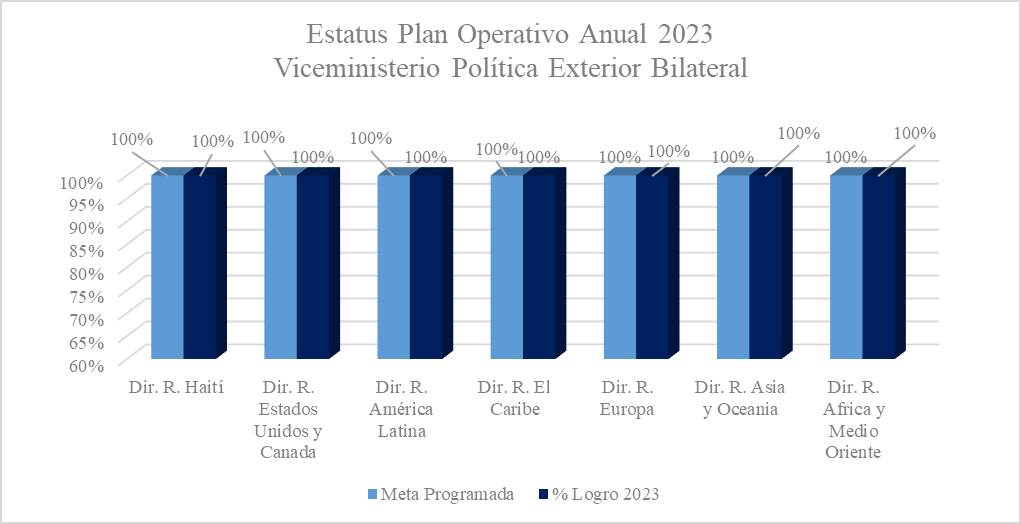 Estatus Plan Operativo Anual 2023
Viceministerio Política Exterior Bilateral
100% 100% 100% 100% 100% 100% 100% 100% 100% 100% 100% 100% 100% 100%
100%
95%
90%
85%
80%
75%
70%
65%
60%
Dir. R. Haití
Dir. R.
Estados
Unidos y
Canada
Dir. R.
América
Latina
Dir. R. El
Caribe
Dir. R.
Europa
Dir. R. Asia
y Oceania
Dir. R.
Africa y
Medio
Oriente
Meta Programada
% Logro 2023